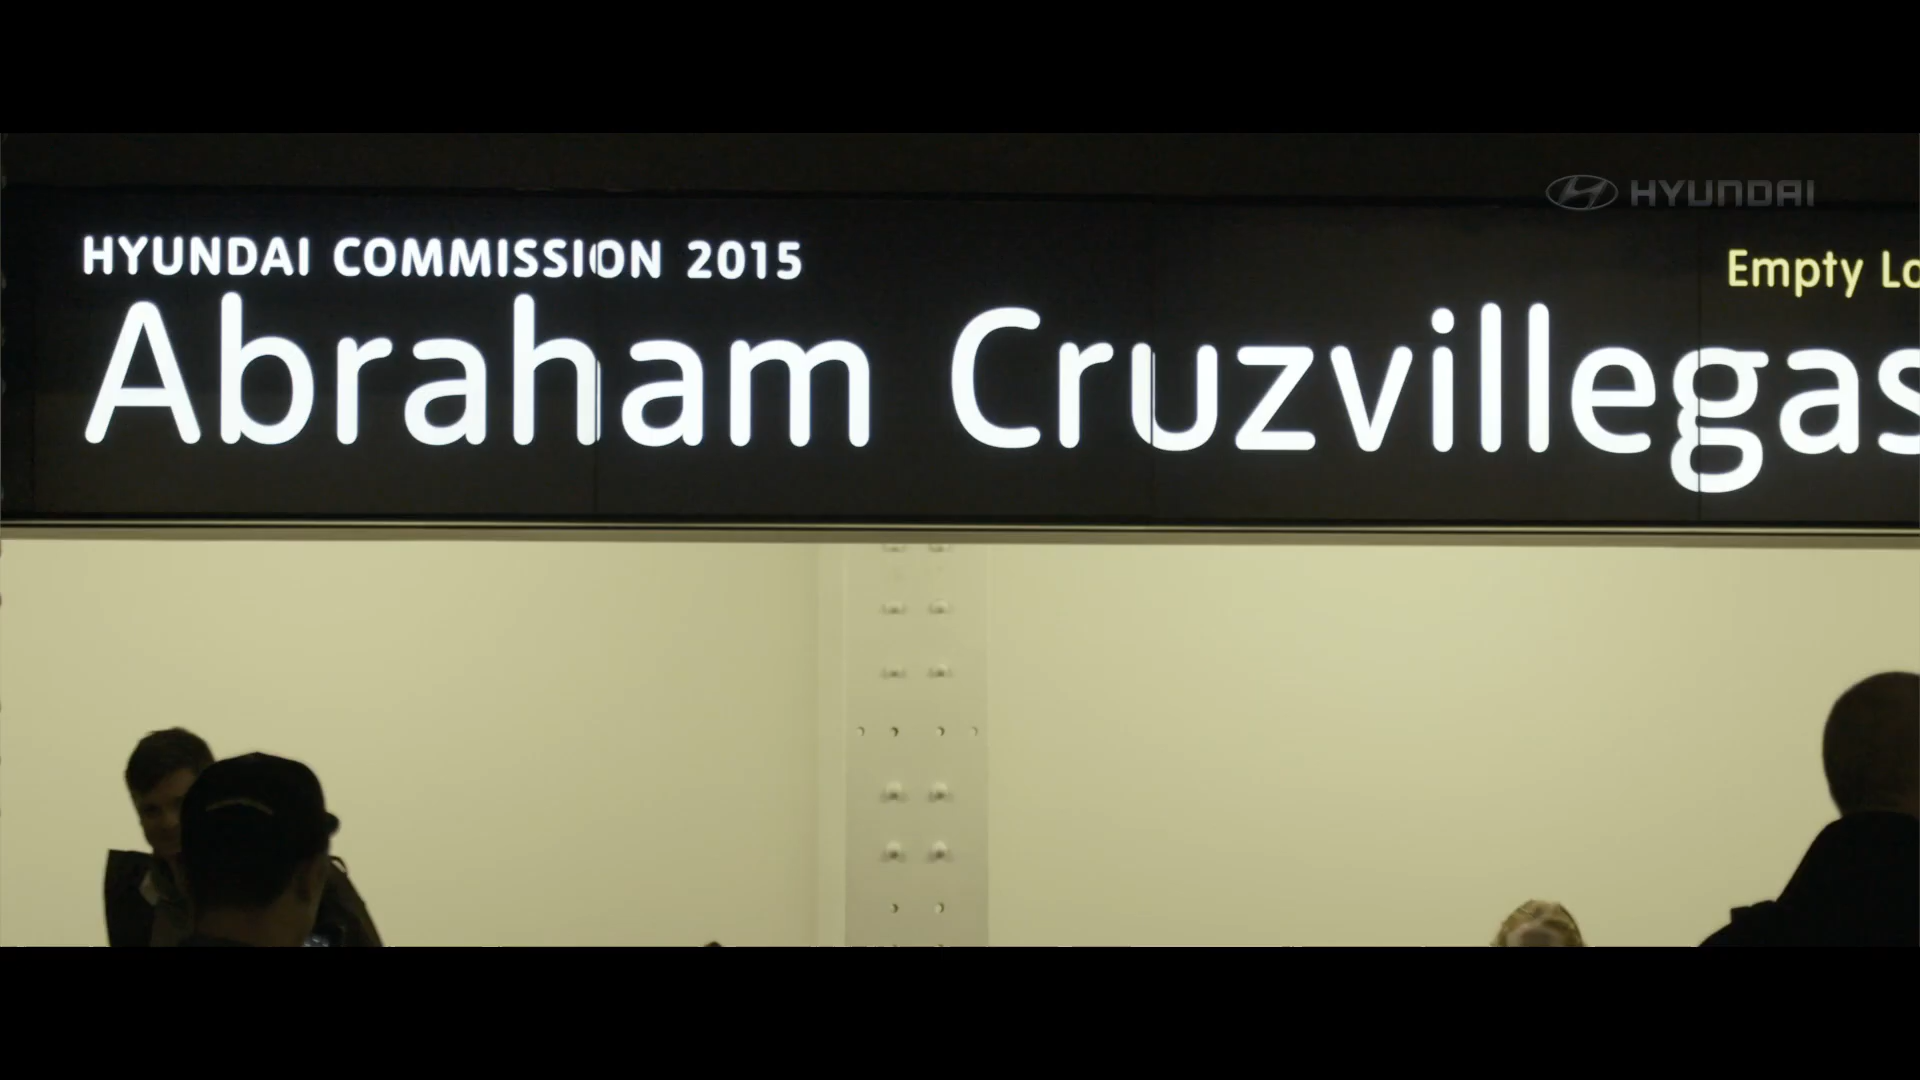 HYUNDAI
HYUNDAI COMMISSION 2015
Empty
Abraham Cruzvillegas